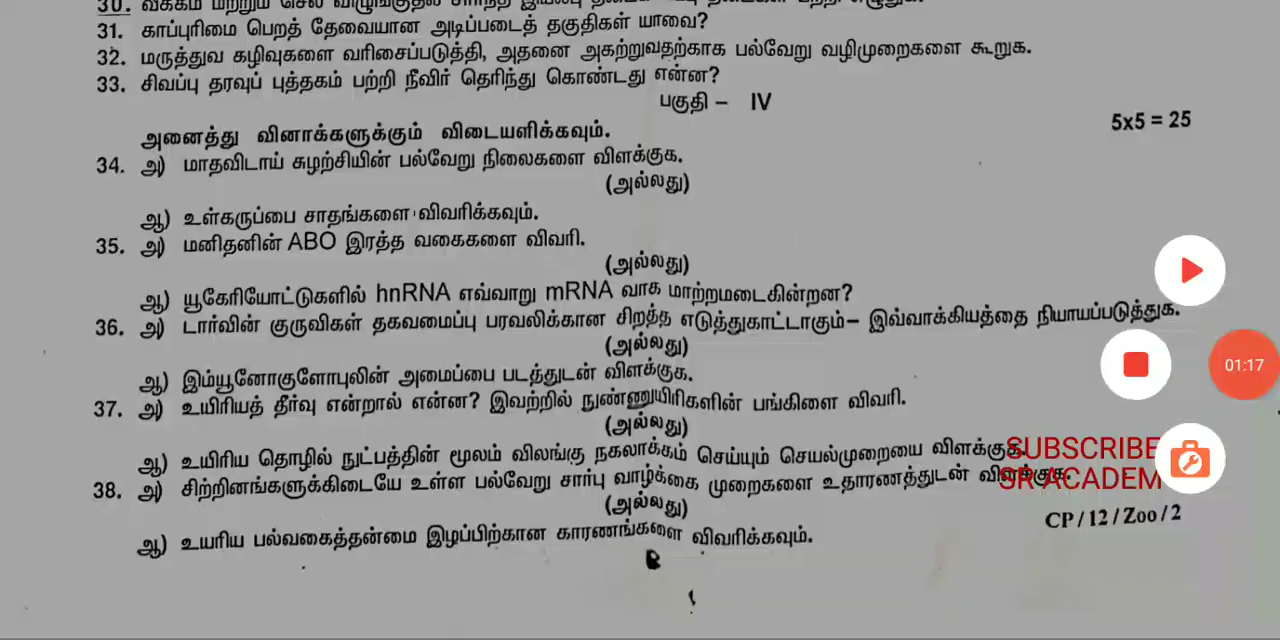 31. காப்புரிமை பெறத் தேவையான அடிப்படைத் தகுதிகள் யாவை?
32. மருத்துவ கழிவுகளை வரிசைப்படுத்தி, அதனை அகற்றுவதற்காக பல்வேறு வழிமுறைகளை கூறுக.
33. சிவப்பு தரவுப் புத்தகம் பற்றி நீவிர் தெரிந்து கொண்டது என்ன?
பகுதி – IV
அனைத்து வினாக்களுக்கும் விடையளிக்கவும். 5x5 = 25
34. அ) மாதவிடாய் சுழற்சியின் பல்வேறு நிலைகளை விளக்குக.
(அல்லது)
ஆ) உள்கருப்பை சாதங்களை விவரிக்கவும்.
35. அ) மனிதனின் ABO இரத்த வகைகளை விவரி.
(அல்லது)
ஆ) யூகேரியோட்டுகளில் hnRNA எவ்வாறு mRNA வாக மாற்றமடைகின்றன?
36. அ) டார்வின் குருவிகள் தகவமைப்பு பரவலிக்கான சிறத்த எடுத்துகாட்டாகும்– இவ்வாக்கியத்தை நியாயப்படுத்துக.
(அல்லது)
ஆ) இம்யூனோகுளோபுலின் அமைப்பை படத்துடன் விளக்குக.
37. அ) உயிரியத் தீர்வு என்றால் என்ன? இவற்றில் நுண்ணுயிரிகளின் பங்கிளை விவரி.
(அல்லது)
ஆ) உயிரிய தொழில் நுட்பத்தின் மூலம் விலங்கு நகலாக்கம் செய்யும் செயல்முறையை விளக்குக.
38. அ) சிற்றினங்களுக்கிடையே உள்ள பல்வேறு சார்பு வாழ்க்கை முறைகளை உதாரணத்துடன்
(அல்லது)
ஆ) உயரிய பல்வகைத்தன்மை இழப்பிற்கான காரணங்களை விவரிக்கவும்.
CP / 12 / Zoo / 2
SUBSCRIBE
SR ACADEM
01:17